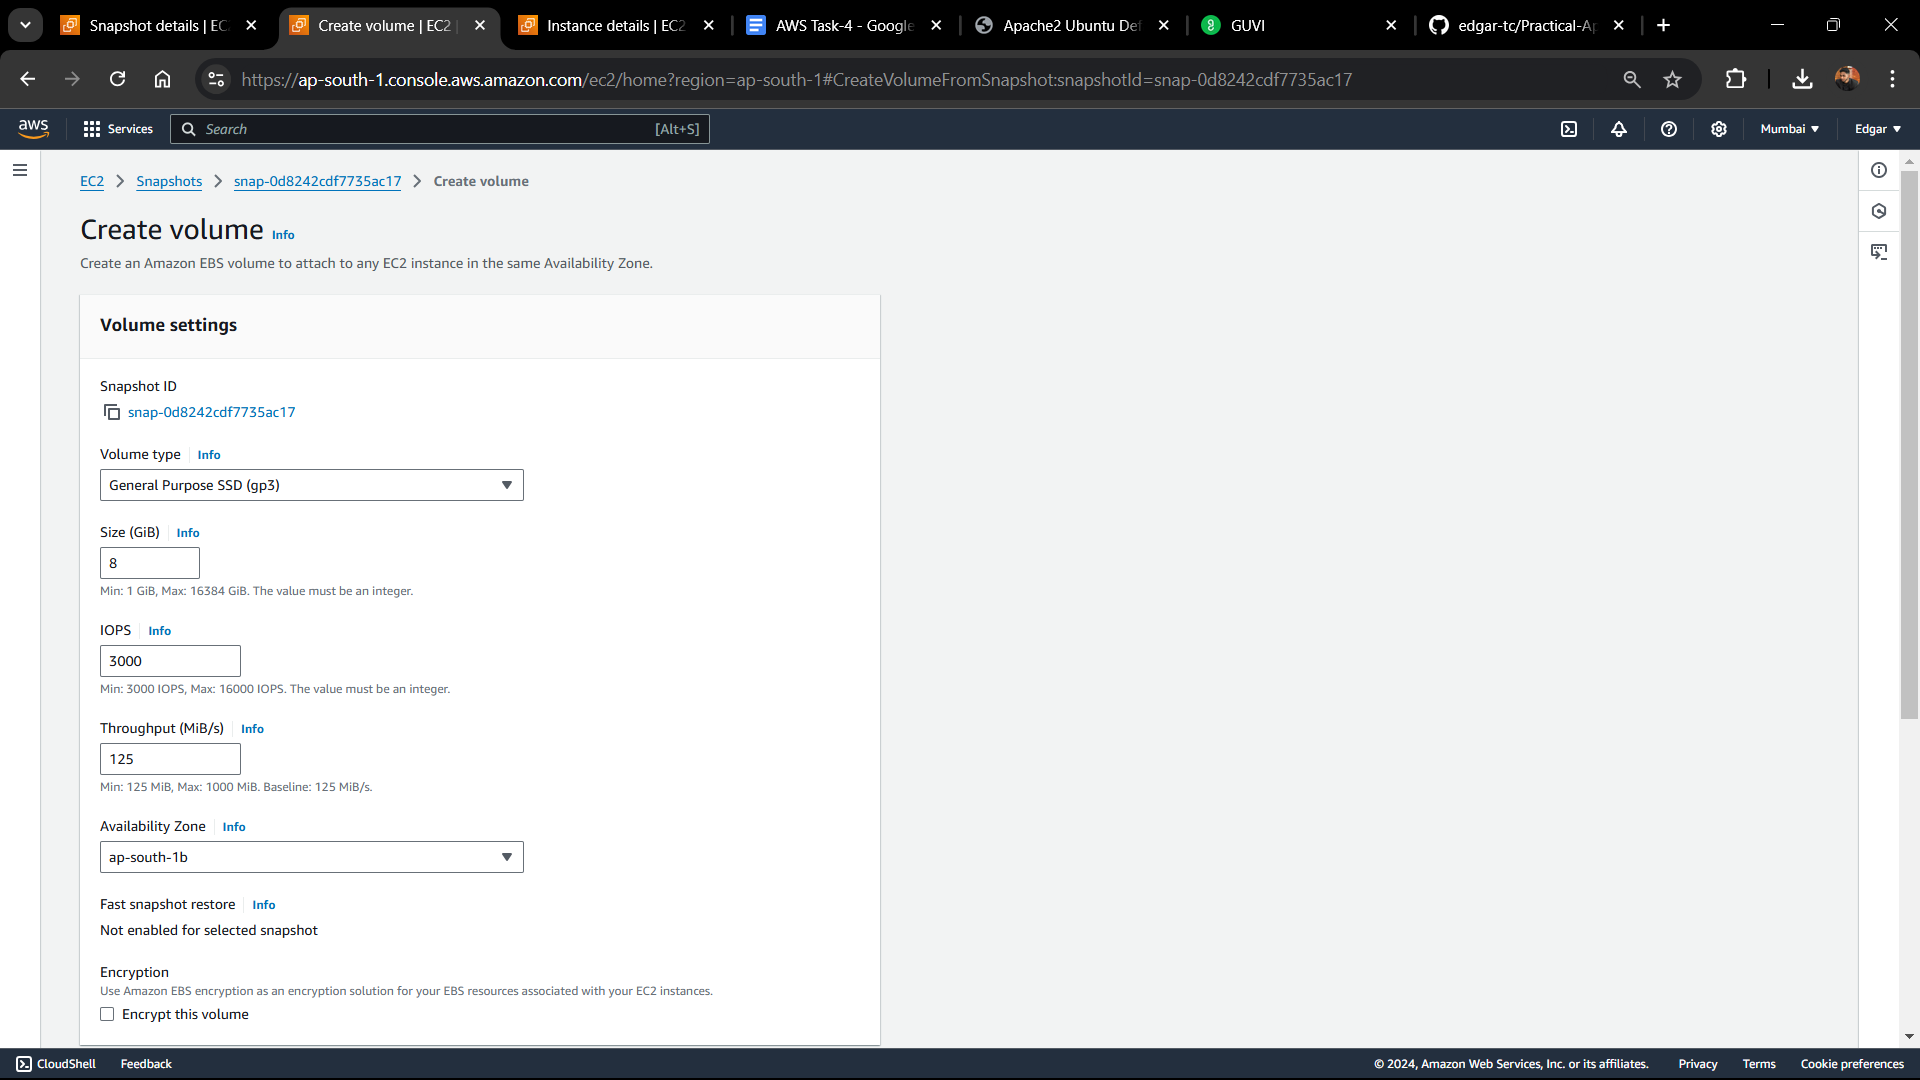 Snapshot details | EC
Create volume | EC2 |
Instance details | EC2
AWS Task-4 - Google
Apache2 Ubuntu Def
GUVI
edgar-tc/Practical-Ap
https://ap-south-1.console.aws.amazon.com/ec2/home?region=ap-south-1#CreateVolumeFromSnapshot:snapshotId=snap-0d8242cdf7735ac17
aws
Services
Search
[Alt+S]
Mumbai
Edgar
EC2 > Snapshots > snap-0d8242cdf7735ac17 > Create volume
Create volume Info
Create an Amazon EBS volume to attach to any EC2 instance in the same Availability Zone.
Volume settings
Snapshot ID
snap-0d8242cdf7735ac17
Volume type Info
General Purpose SSD (gp3)
Size (GiB) Info
8
Min: 1 GiB, Max: 16384 GiB. The value must be an integer.
IOPS Info
3000
Min: 3000 IOPS, Max: 16000 IOPS. The value must be an integer.
Throughput (MiB/s) Info
125
Min: 125 MiB, Max: 1000 MiB. Baseline: 125 MiB/s.
Availability Zone Info
ap-south-1b
Fast snapshot restore Info
Not enabled for selected snapshot
Encryption
Use Amazon EBS encryption as an encryption solution for your EBS resources associated with your EC2 instances.
Encrypt this volume
CloudShell
Feedback
© 2024, Amazon Web Services, Inc. or its affiliates.
Privacy
Terms
Cookie preferences